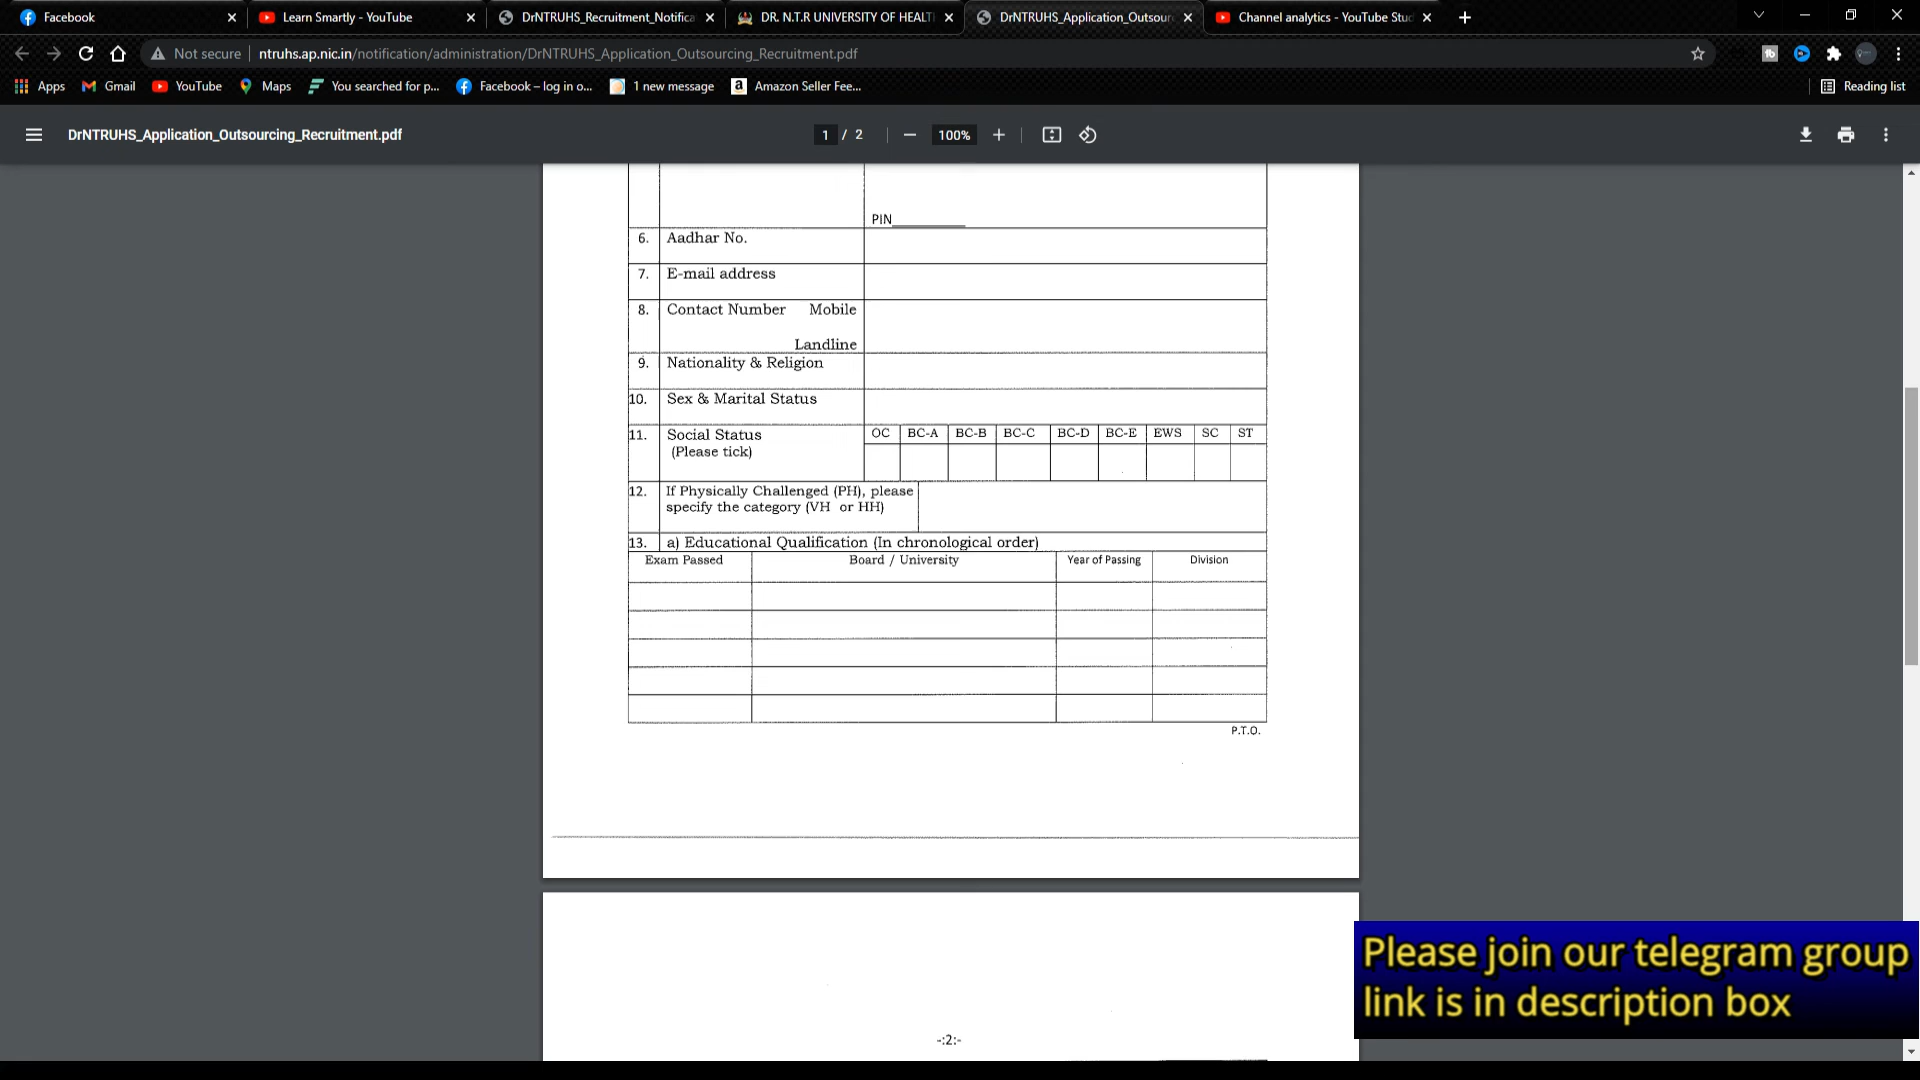 Facebook
Learn Smartly - YouTube
DrNTRUHS_Recruitment_Notifica
DR. N.T.R UNIVERSITY OF HEALT
DrNTRUHS_Application_Outsour
Channel analytics - YouTube Stud
Not secure
ntruhs.ap.nic.in/notification/administration/DrNTRUHS_Application_Outsourcing_Recruitment.pdf
Apps
Gmail
YouTube
Maps
You searched for p...
Facebook – log in o...
1 new message
Amazon Seller Fee...
Reading list
DrNTRUHS_Application_Outsourcing_Recruitment.pdf
1 / 2
100%
PIN
6. Aadhar No.
7. E-mail address
8. Contact Number Mobile
Landline
9. Nationality & Religion
10. Sex & Marital Status
11. Social Status
(Please tick)
OC BC-A BC-B BC-C BC-D BC-E EWS SC ST
12. If Physically Challenged (PH), please
specify the category (VH or HH)
13. a) Educational Qualification (In chronological order)
Exam Passed Board / University Year of Passing Division
P.T.O.
-:2:-
Please join our telegram group
link is in description box